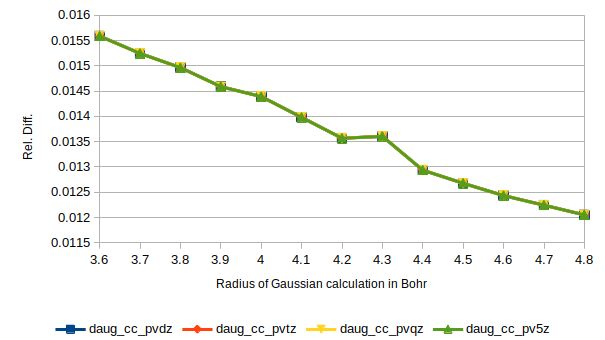 0.016
0.0155
0.015
0.0145
0.014
0.0135
0.013
0.0125
0.012
0.0115
Rel. Diff.
3.6 3.7 3.8 3.9 4 4.1 4.2 4.3 4.4 4.5 4.6 4.7 4.8
Radius of Gaussian calculation in Bohr
daug_cc_pvdz daug_cc_pvtz daug_cc_pvqz daug_cc_pv5z